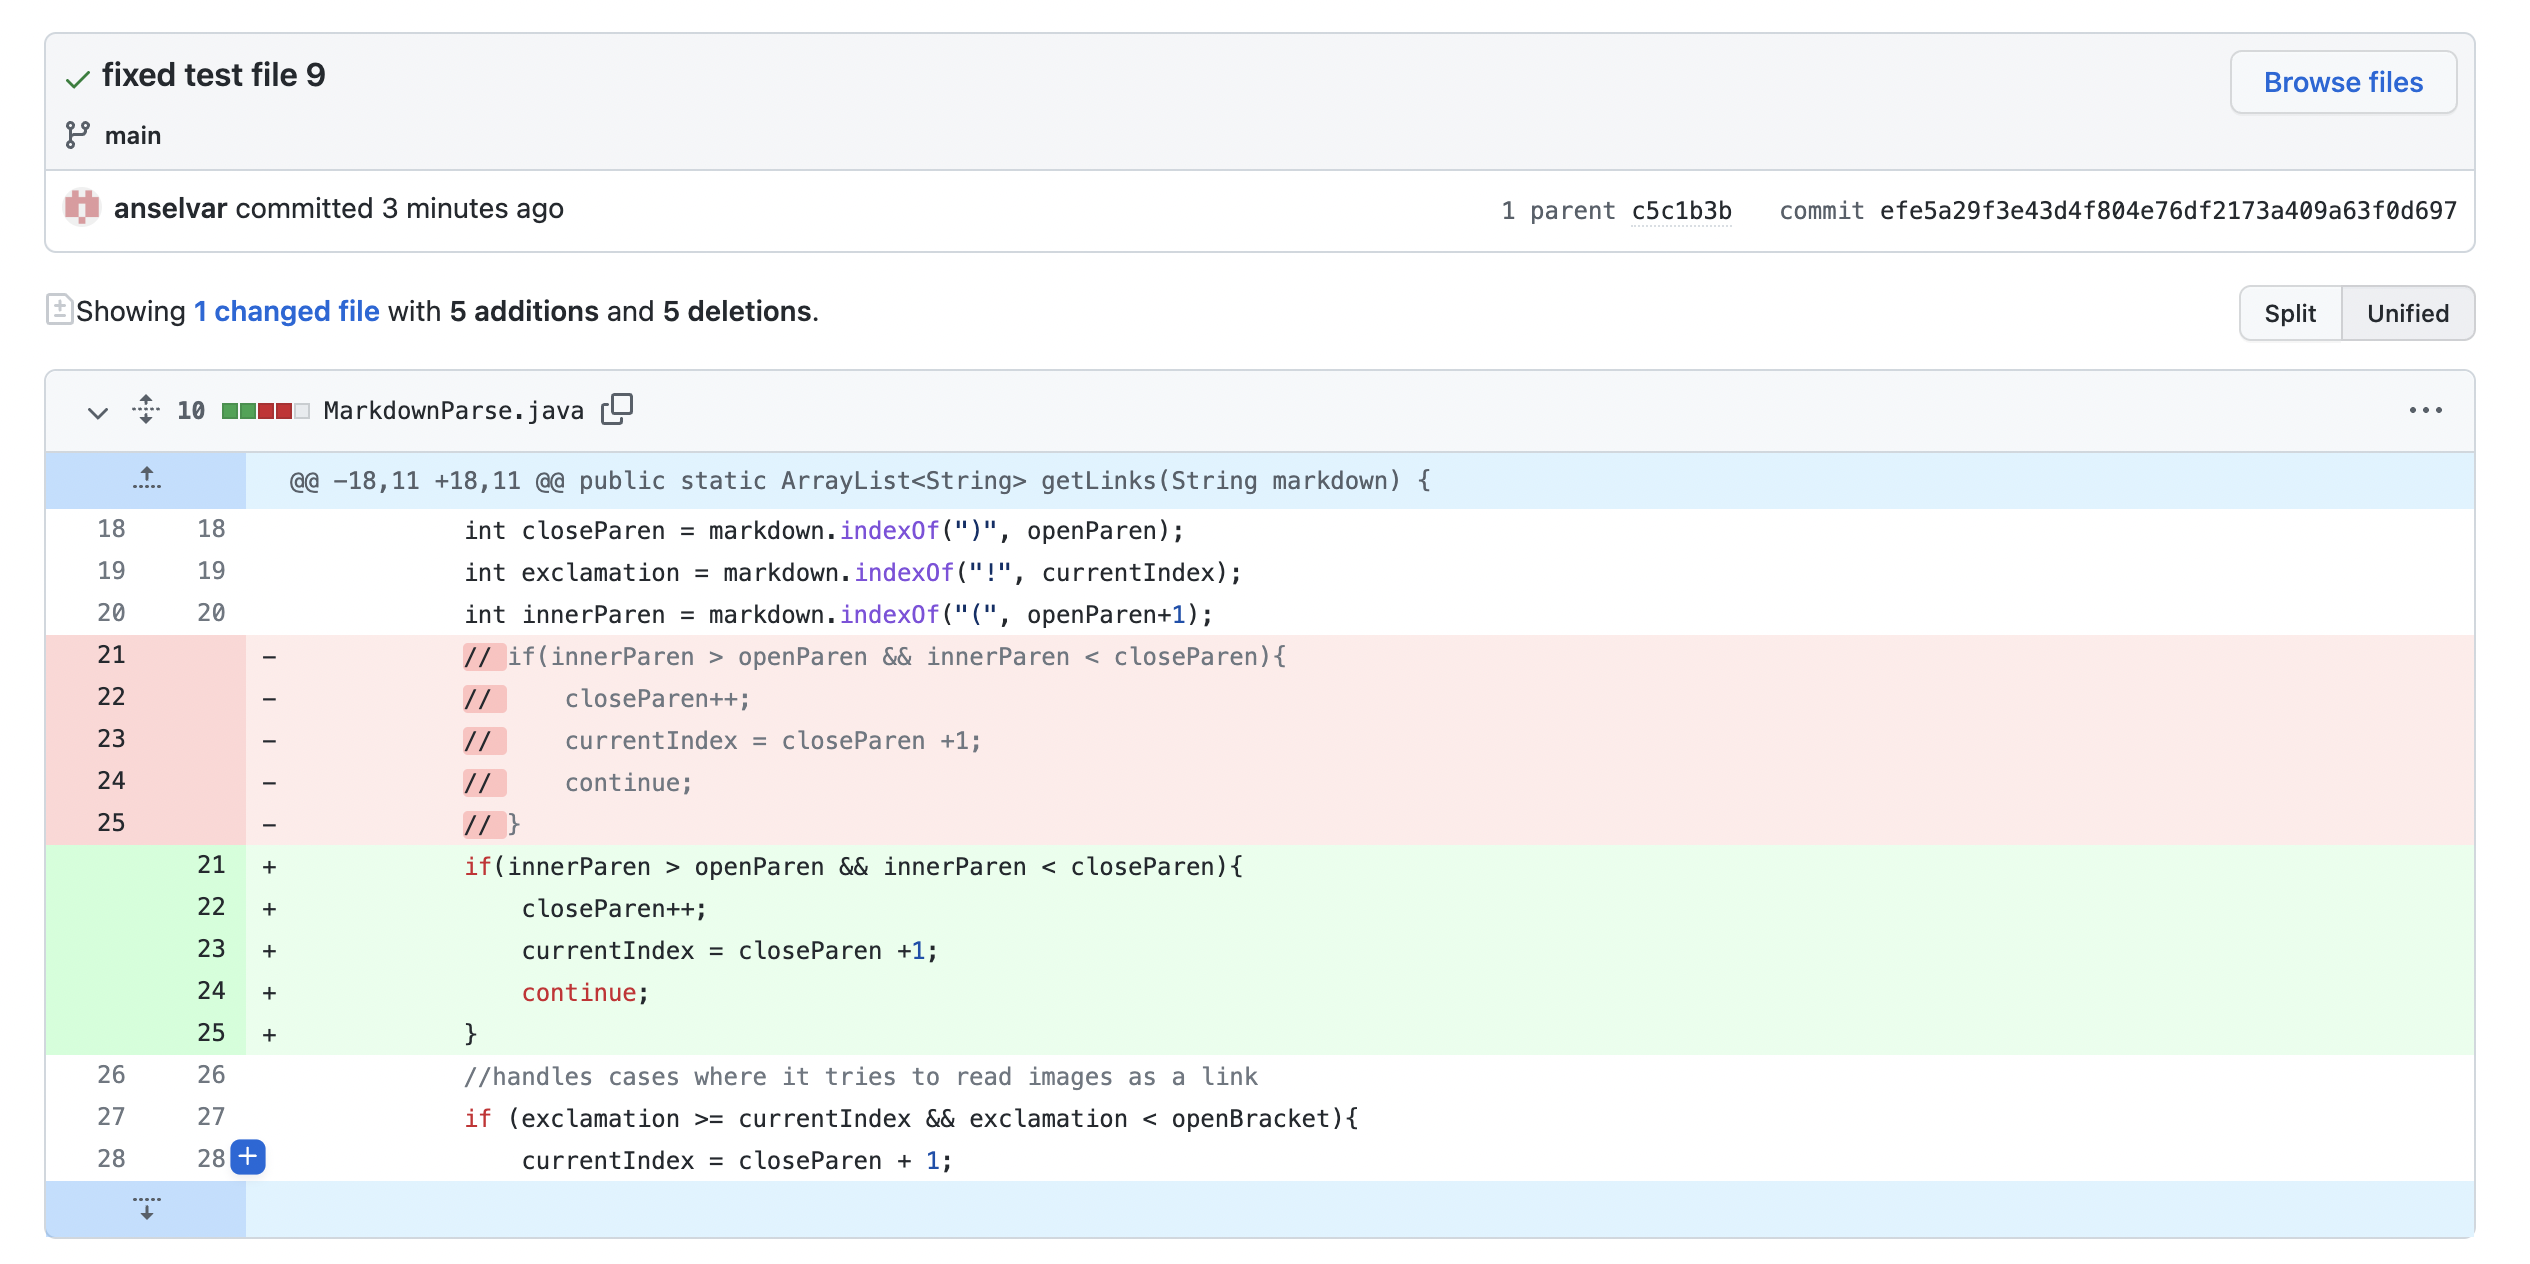 fixed test file 9
Browse files
main
anselvar committed 3 minutes ago
1 parent c5c1b3b commit efe5a29f3e43d4f804e76df2173a409a63f0d697
Showing 1 changed file with 5 additions and 5 deletions.
Split Unified
10 MarkdownParse.java
@@ -18,11 +18,11 @@ public static ArrayList<String> getLinks(String markdown) {
18 18 int closeParen = markdown.indexOf(")", openParen);
19 19 int exclamation = markdown.indexOf("!", currentIndex);
20 20 int innerParen = markdown.indexOf("(", openParen+1);
21 - // if(innerParen > openParen && innerParen < closeParen){
22 - //    closeParen++;
23 - //    currentIndex = closeParen +1;
24 - //    continue;
25 - // }
21 + if(innerParen > openParen && innerParen < closeParen){
22 +    closeParen++;
23 +    currentIndex = closeParen +1;
24 +    continue;
25 + }
26 26 //handles cases where it tries to read images as a link
27 27 if (exclamation >= currentIndex && exclamation < openBracket){
28 28    currentIndex = closeParen + 1;